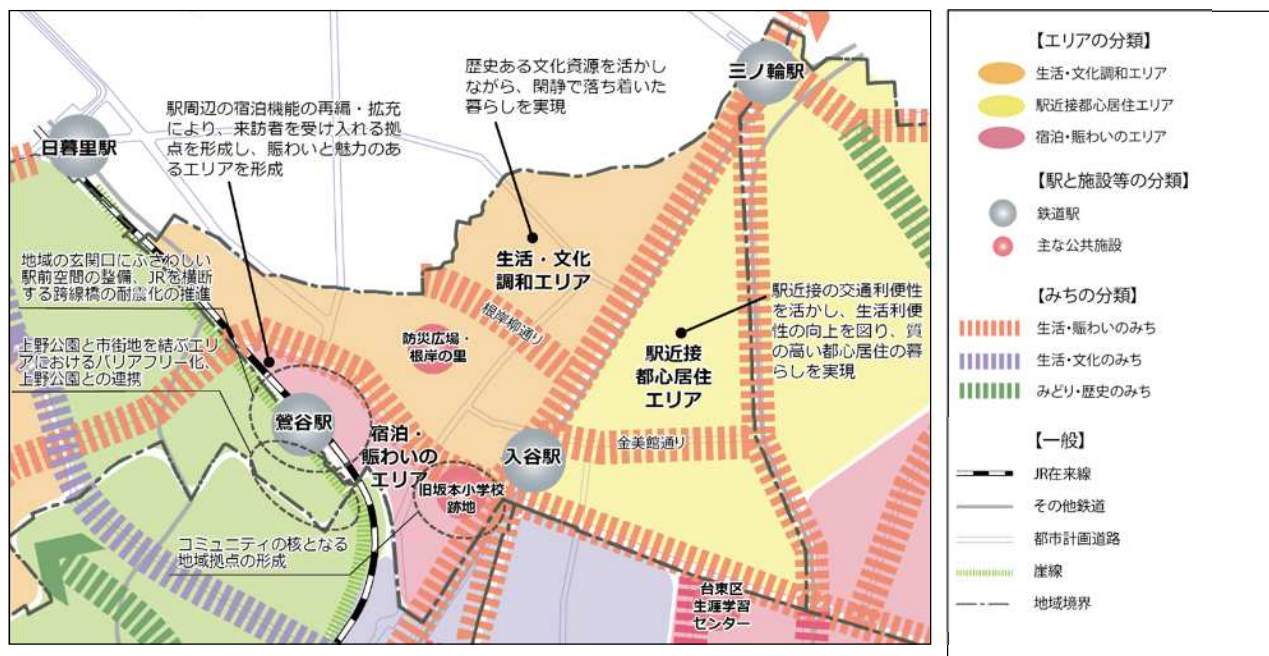 三ノ輪駅
歴史ある文化資源を活かし
ながら、閑静で落ち着いた
暮らしを実現
駅周辺の宿泊機能の再編・拡充
により、来訪者を受け入れる拠
点を形成し、賑わいと魅力のあ
るエリアを形成
日暮里駅
地域の玄関口にふさわしい
駅前空間の整備、JRを横断
する跨線橋の耐震化の推進
生活・文化
調和エリア
根岸柳通り
駅近接の交通利便性
を活かし、生活利便
性の向上を図り、質
の高い都心居住の暮
らしを実現
防災広場・
根岸の里
駅近接
都心居住
エリア
上野公園と市街地を結ぶエリ
アにおけるバリアフリー化、
上野公園との連携
鶯谷駅
宿泊・
賑わいの
エリア
入谷駅
金美館通り
旧坂本小学校
跡地
コミュニティの核となる
地域拠点の形成
台東区
生涯学習
センター
【エリアの分類】
生活・文化調和エリア
駅近接都心居住エリア
宿泊・賑わいのエリア
【駅と施設等の分類】
鉄道駅
主な公共施設
【みちの分類】
生活・賑わいのみち
生活・文化のみち
みどり・歴史のみち
【一般】
JR在来線
その他鉄道
都市計画道路
崖線
地域境界